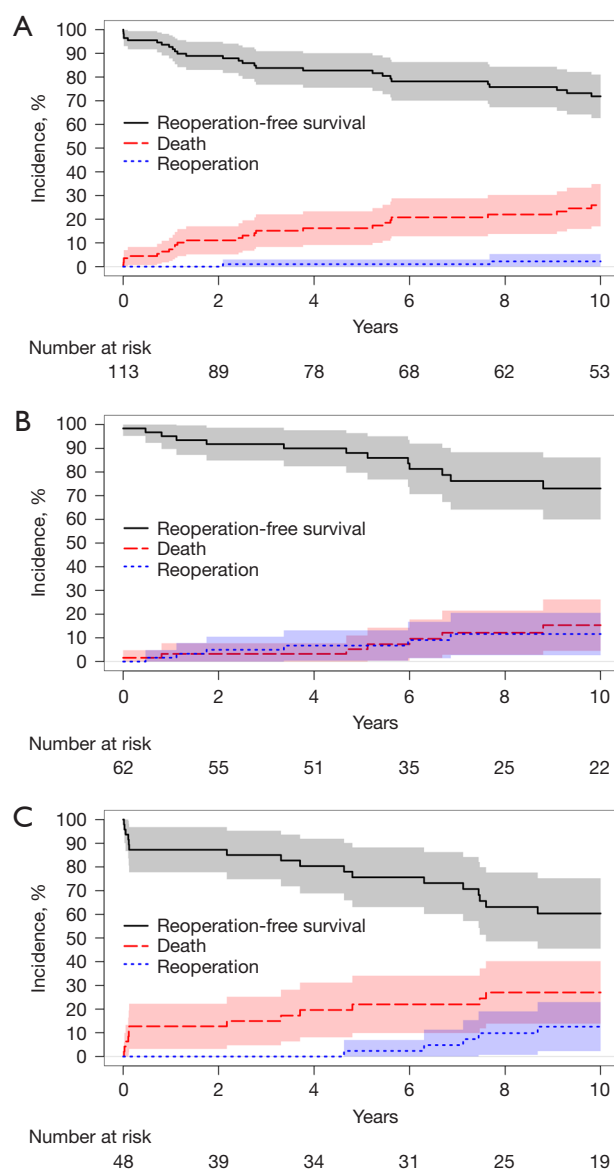 A
100
90
80
70
60
50
40
30
20
10
0
Incidence, %
Reoperation-free survival
Death
Reoperation
0 2 4 6 8 10
Years
Number at risk
113 89 78 68 62 53
B
100
90
80
70
60
50
40
30
20
10
0
Incidence, %
Reoperation-free survival
Death
Reoperation
0 2 4 6 8 10
Years
Number at risk
62 55 51 35 25 22
C
100
90
80
70
60
50
40
30
20
10
0
Incidence, %
Reoperation-free survival
Death
Reoperation
0 2 4 6 8 10
Years
Number at risk
48 39 34 31 25 19